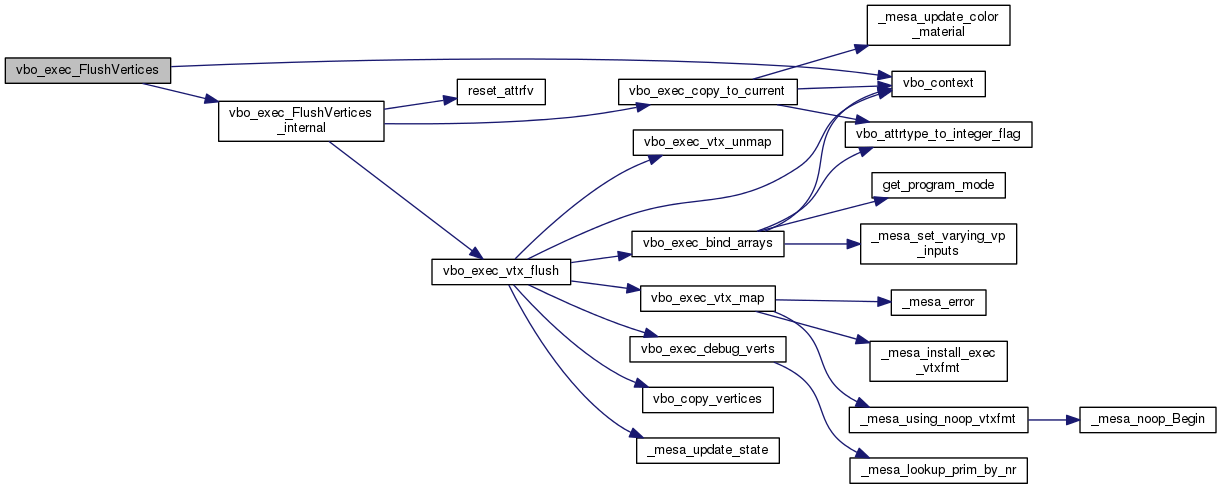 vbo_exec_FlushVertices
vbo_exec_FlushVertices
_internal
reset_attrfv
vbo_exec_copy_to_current
_mesa_update_color
_material
vbo_context
vbo_attrtype_to_integer_flag
vbo_exec_vtx_flush
vbo_exec_vtx_unmap
vbo_exec_bind_arrays
get_program_mode
_mesa_set_varying_vp
_inputs
vbo_exec_vtx_map
_mesa_error
_mesa_install_exec
_vtxfmt
_mesa_using_noop_vtxfmt
_mesa_noop_Begin
vbo_exec_debug_verts
_mesa_lookup_prim_by_nr
vbo_copy_vertices
_mesa_update_state